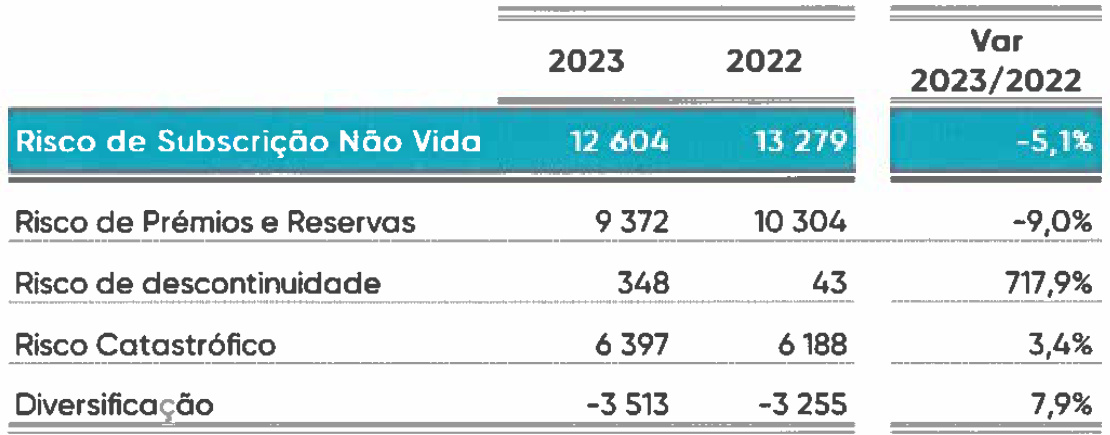 2023 2022 Var 2023/2022
Risco de Subscrição Não Vida 12 604 13 279 -5,1%
Risco de Prémios e Reservas 9 372 10 304 -9,0%
Risco de descontinuidade 348 43 717,9%
Risco Catastrófico 6 397 6 188 3,4%
Diversificação -3 513 -3 255 7,9%